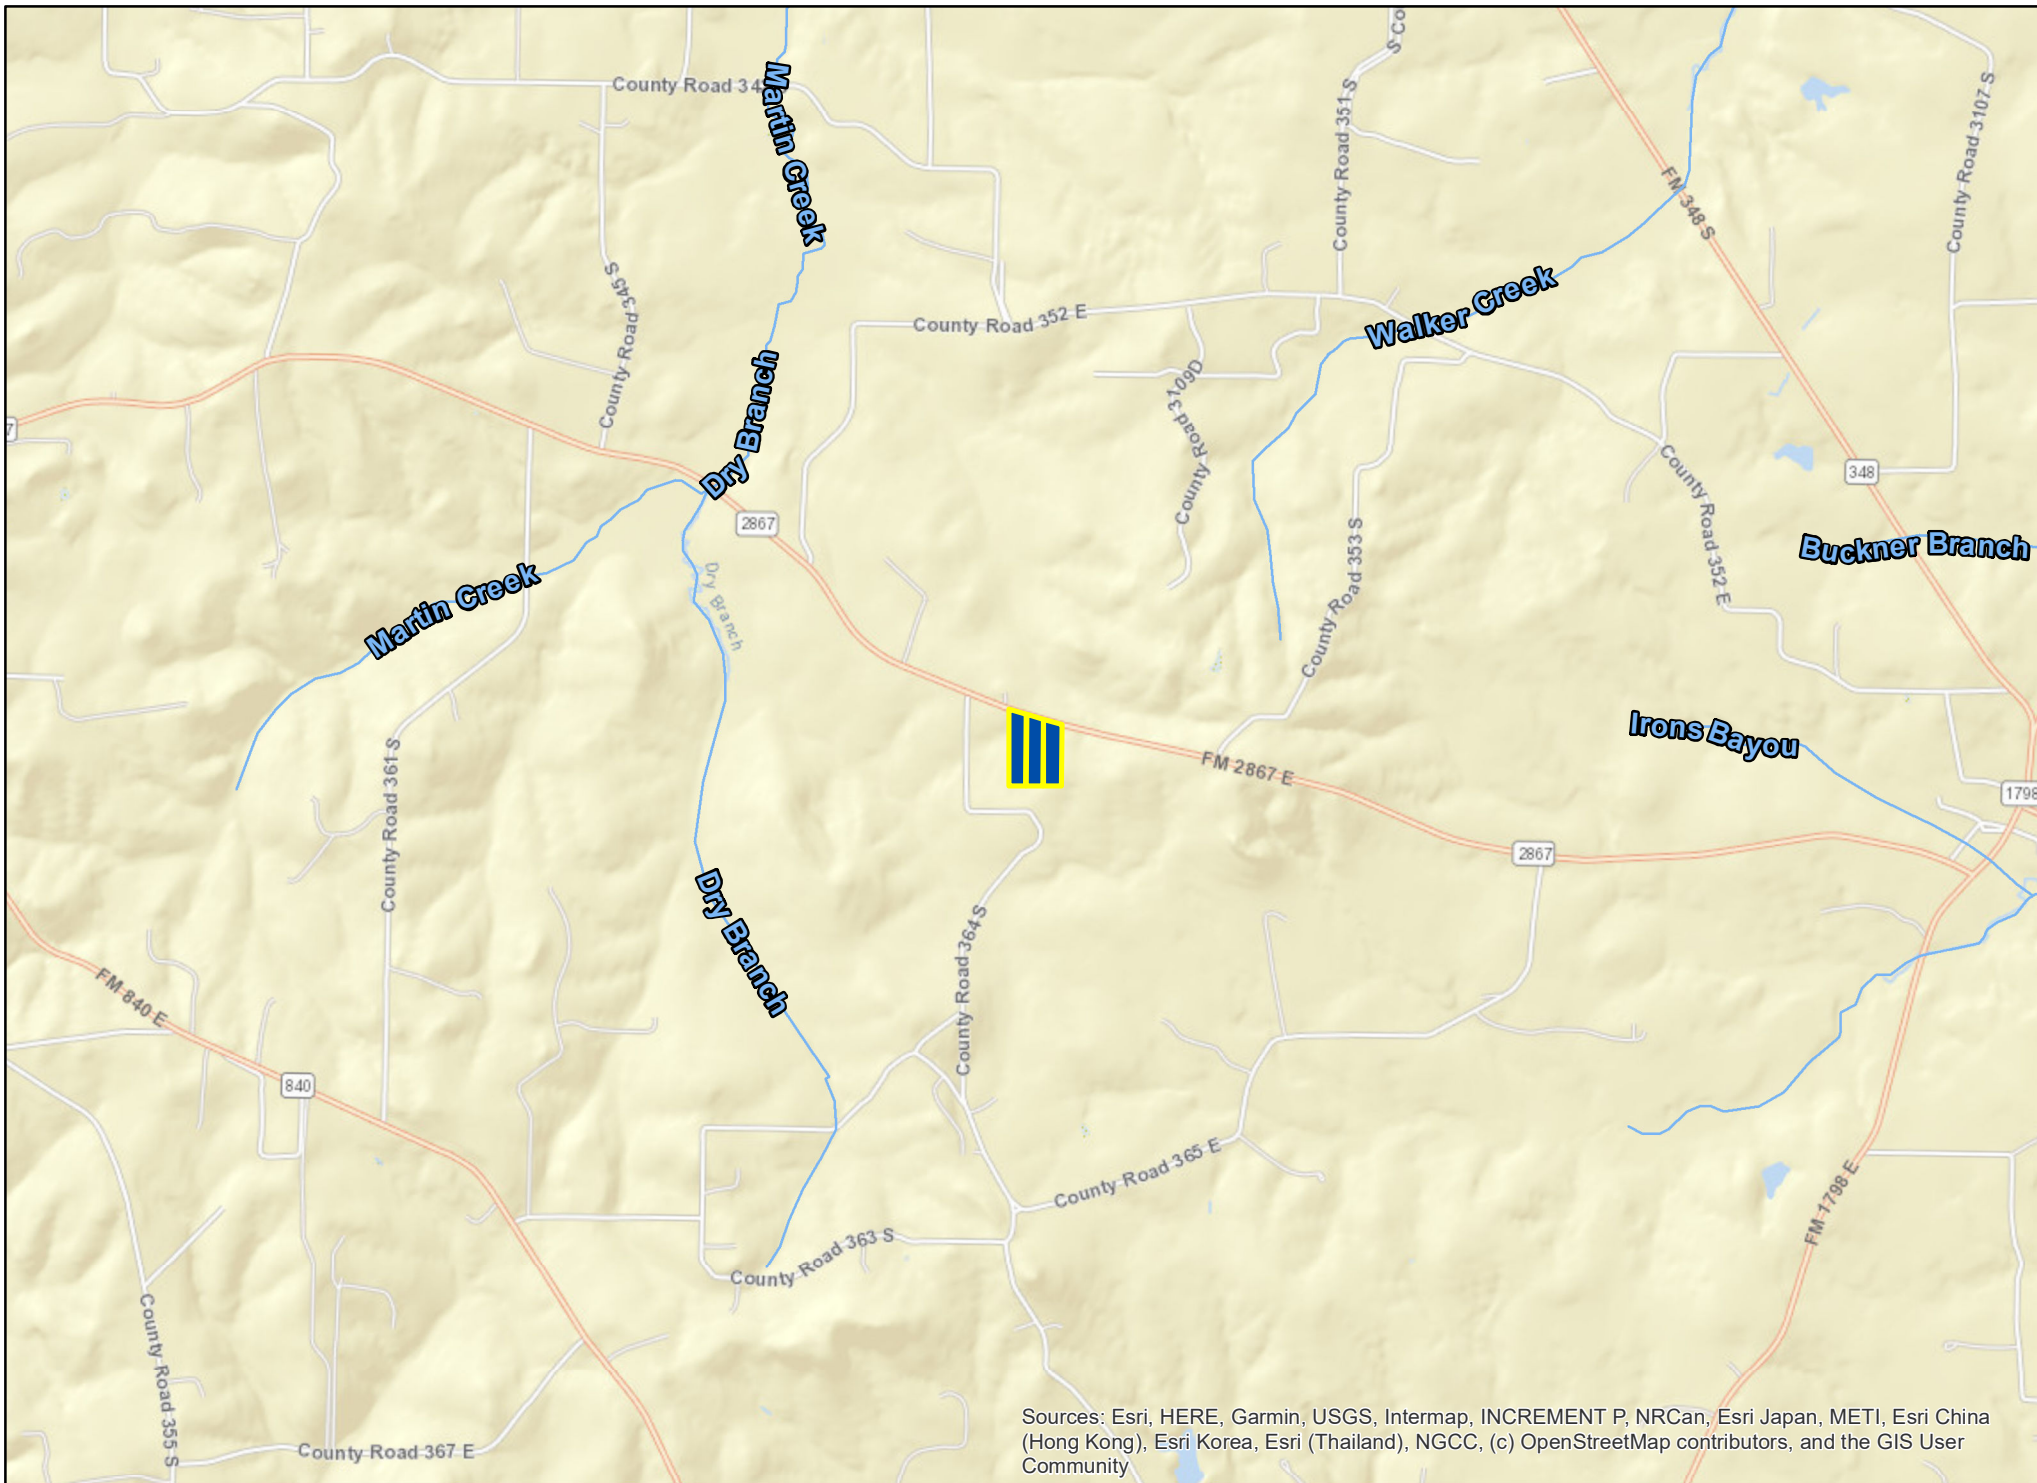 S Co
County Road 34
Martin Creek
County Road 351 S
County Road 3107 S
FM 348 S
County Road 345 S
Walker Creek
County Road 352 E
Dry Branch
County Road 3109D
7
348
2867
County Road 352 E
Buckner Branch
Dry Branch
Martin Creek
County Road 353 S
Irons Bayou
FM 2867 E
County Road 361 S
1798
2867
Dry Branch
County Road 364 S
FM 840 E
840
County Road 365 E
FM 1798 E
County Road 363 S
County Road 355 S
County Road 367 E
Sources: Esri, HERE, Garmin, USGS, Intermap, INCREMENT P, NRCan, Esri Japan, METI, Esri China
(Hong Kong), Esri Korea, Esri (Thailand), NGCC, (c) OpenStreetMap contributors, and the GIS User
Community